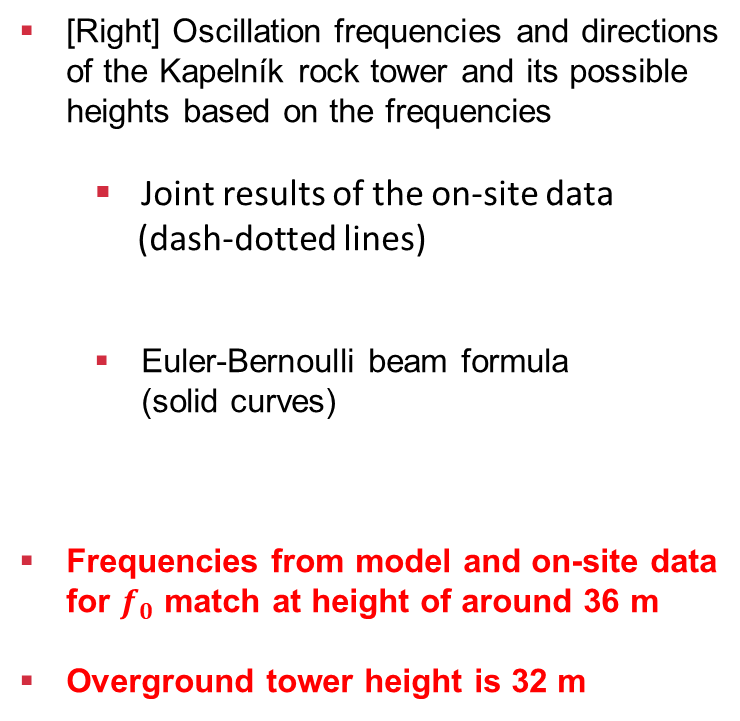 ▪ [Right] Oscillation frequencies and directions
of the Kapelník rock tower and its possible
heights based on the frequencies
▪ Joint results of the on-site data
(dash-dotted lines)
▪ Euler-Bernoulli beam formula
(solid curves)
▪ Frequencies from model and on-site data
for 𝒇₀ match at height of around 36 m
▪ Overground tower height is 32 m